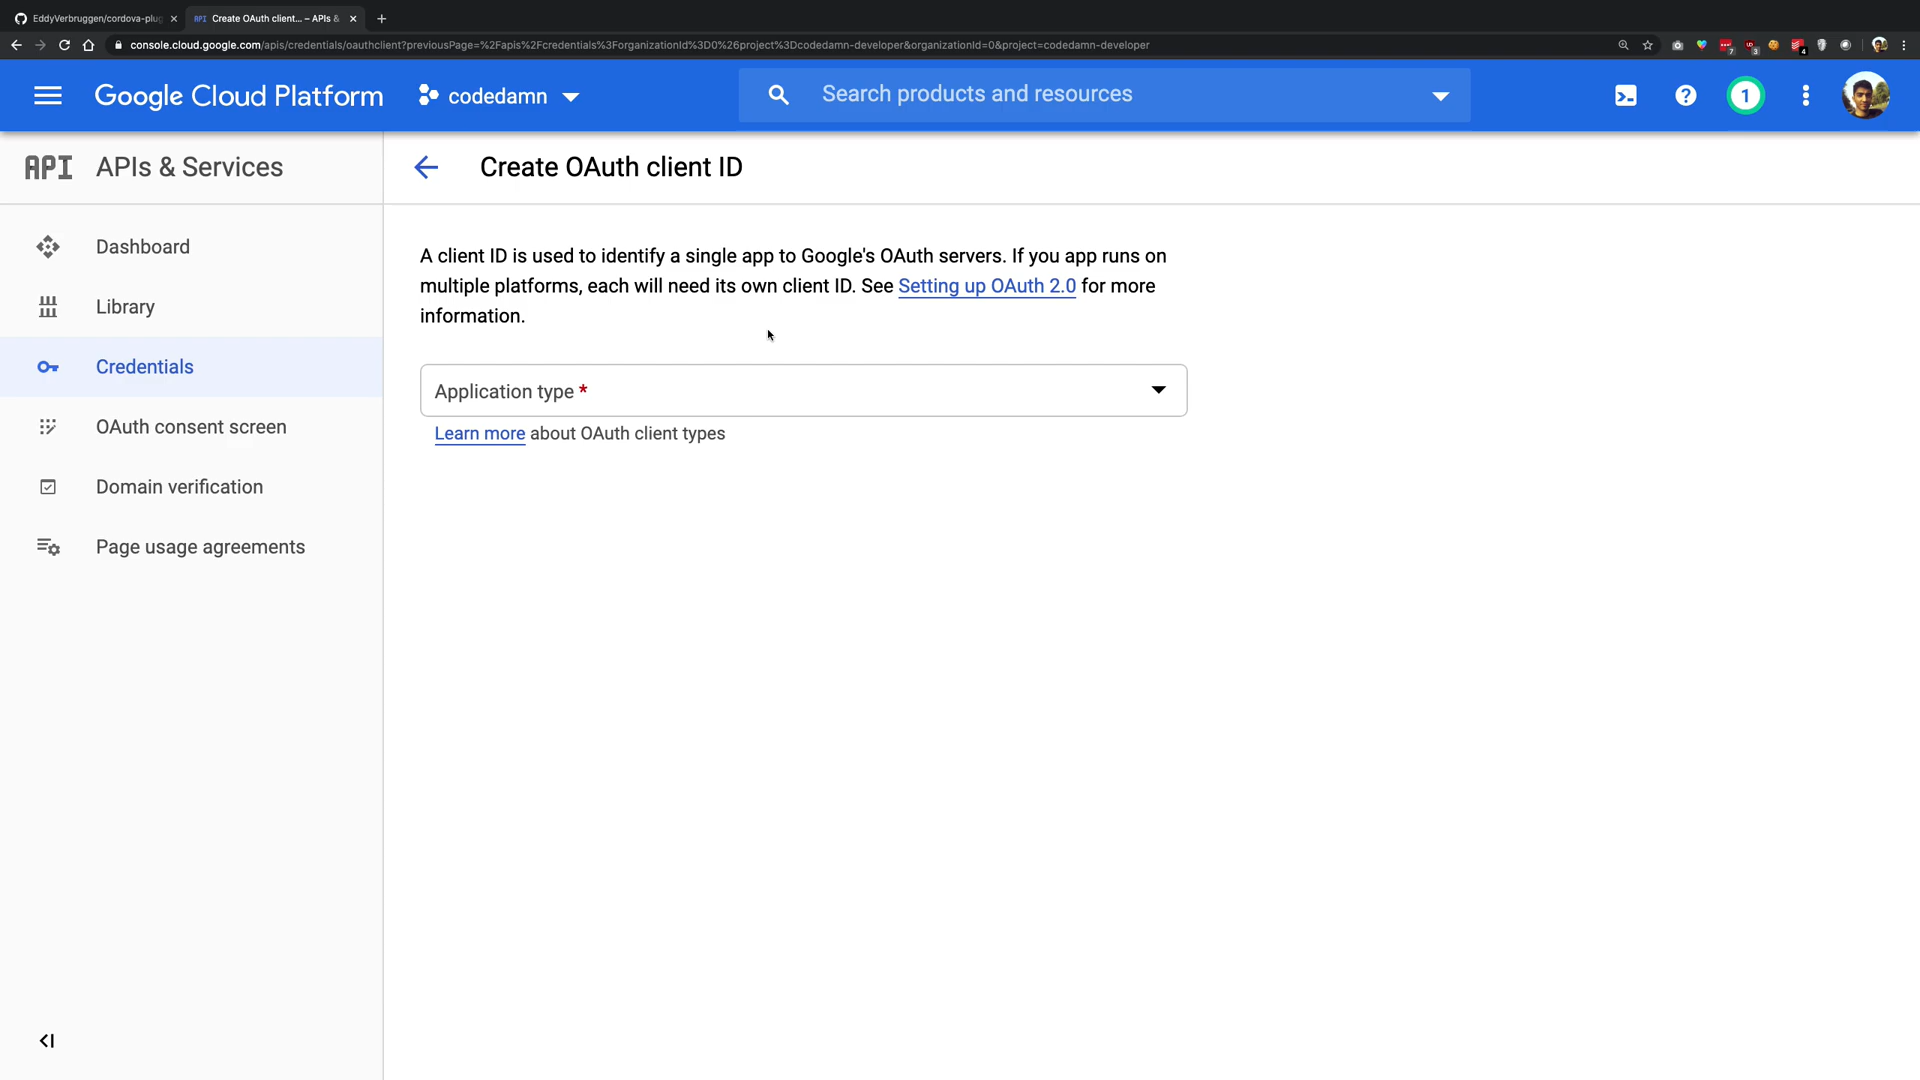 EddyVerbruggen/cordova-plug
API Create OAuth client... – APIs &
console.cloud.google.com/apis/credentials/oauthclient?previousPage=%2Fapis%2Fcredentials%3ForganizationId%3D0%26project%3Dcodedamn-developer&organizationId=0&project=codedamn-developer
7
3
4
Google Cloud Platform
codedamn
Search products and resources
1
API APIs & Services
Create OAuth client ID
Dashboard
Library
Credentials
OAuth consent screen
Domain verification
Page usage agreements
A client ID is used to identify a single app to Google's OAuth servers. If you app runs on
multiple platforms, each will need its own client ID. See Setting up OAuth 2.0 for more
information.
Application type *
Learn more about OAuth client types